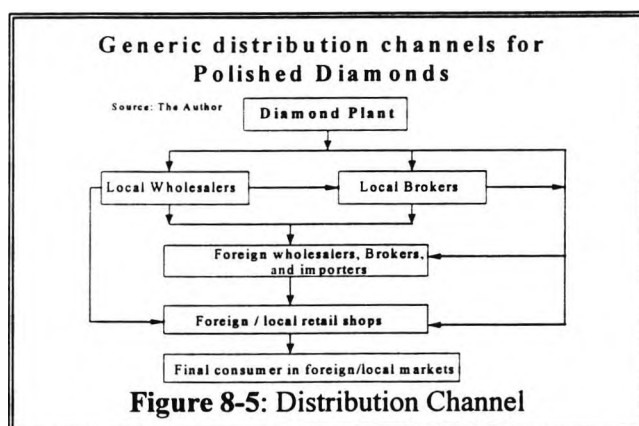 Generic distribution channels for
Polished Diamonds
Source: The Author
Diamond Plant
Local Wholesalers
Local Brokers
Foreign wholesalers, Brokers,
and importers
Foreign / local retail shops
Final consumer in foreign/local markets
Figure 8-5: Distribution Channel